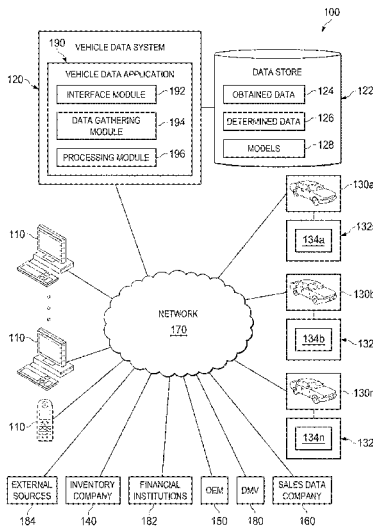 100
190
VEHICLE DATA SYSTEM
VEHICLE DATA APPLICATION
INTERFACE MODULE
192
DATA GATHERING
MODULE
194
PROCESSING MODULE
196
120
DATA STORE
OBTAINED DATA
124
DETERMINED DATA
126
MODELS
128
122
130a
134a
132a
110
130b
134b
132
110
NETWORK
170
130n
134n
132
110
EXTERNAL
SOURCES
INVENTORY
COMPANY
FINANCIAL
INSTITUTIONS
OEM
DMV
SALES DATA
COMPANY
184
140
182
150
180
160